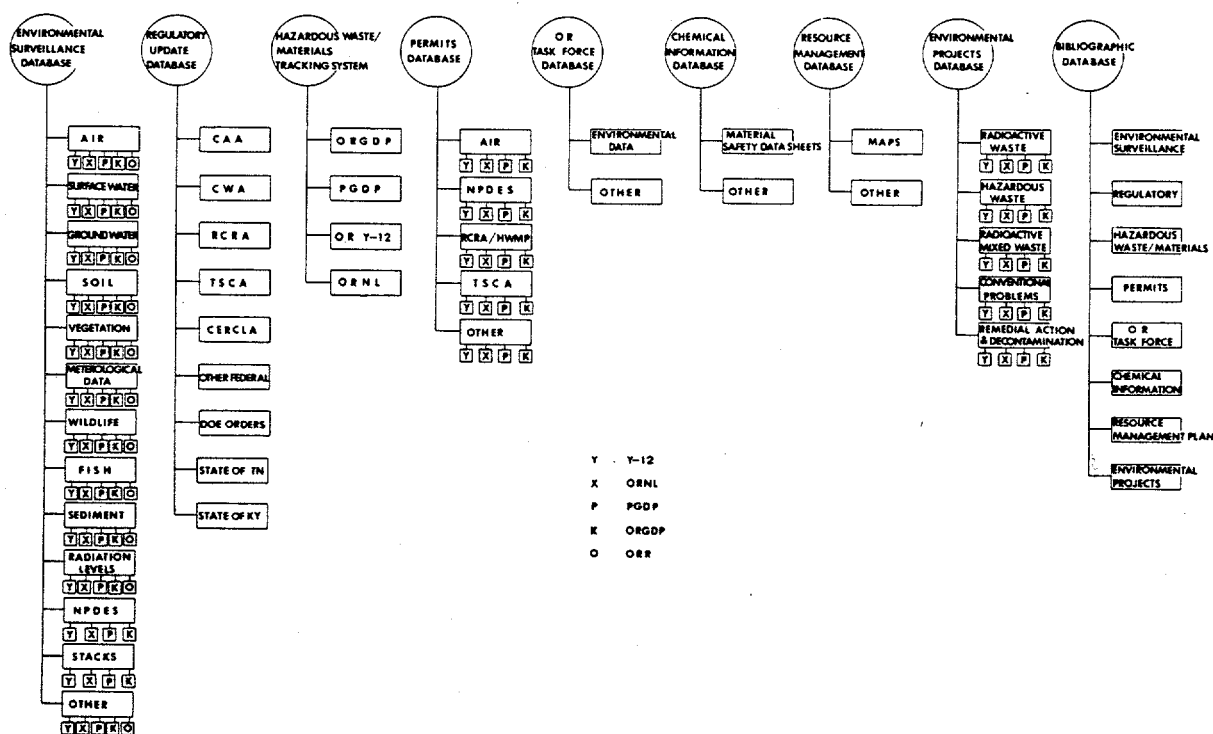 ENVIRONMENTAL
SURVEILLANCE
DATABASE
AIR
Y X P K O
SURFACE WATER
Y X P K O
GROUND WATER
Y X P K O
SOIL
Y X P K O
VEGETATION
Y X P K O
METEROLOGICAL
DATA
Y X P K O
WILDLIFE
Y X P K O
FISH
Y X P K O
SEDIMENT
Y X P K O
RADIATION
LEVELS
Y X P K O
NPDES
Y X P K
STACKS
Y X P K
OTHER
Y X P K O
REGULATORY
UPDATE
DATABASE
CAA
CWA
RCRA
TSCA
CERCLA
OTHER FEDERAL
DOE ORDERS
STATE OF TN
STATE OF KY
HAZARDOUS WASTE/
MATERIALS
TRACKING SYSTEM
ORGDP
PGDP
OR Y-12
ORNL
PERMITS
DATABASE
AIR
Y X P K
NPDES
Y X P K
RCRA/HWMP
Y X P K
TSCA
Y X P K
OTHER
Y X P K
OR
TASK FORCE
DATABASE
ENVIRONMENTAL
DATA
OTHER
CHEMICAL
INFORMATION
DATABASE
MATERIAL
SAFETY DATA SHEETS
OTHER
RESOURCE
MANAGEMENT
DATABASE
MAPS
OTHER
ENVIRONMENTAL
PROJECTS
DATABASE
RADIOACTIVE
WASTE
Y X P K
HAZARDOUS
WASTE
Y X P K
RADIOACTIVE
MIXED WASTE
Y X P K
CONVENTIONAL
PROBLEMS
Y X P K
REMEDIAL ACTION
& DECONTAMINATION
Y X P K
BIBLIOGRAPHIC
DATABASE
ENVIRONMENTAL
SURVEILLANCE
REGULATORY
HAZARDOUS
WASTE/MATERIALS
PERMITS
OR
TASK FORCE
CHEMICAL
INFORMATION
RESOURCE
MANAGEMENT PLAN
ENVIRONMENTAL
PROJECTS
Y Y-12
X ORNL
P PGDP
K ORGDP
O ORR